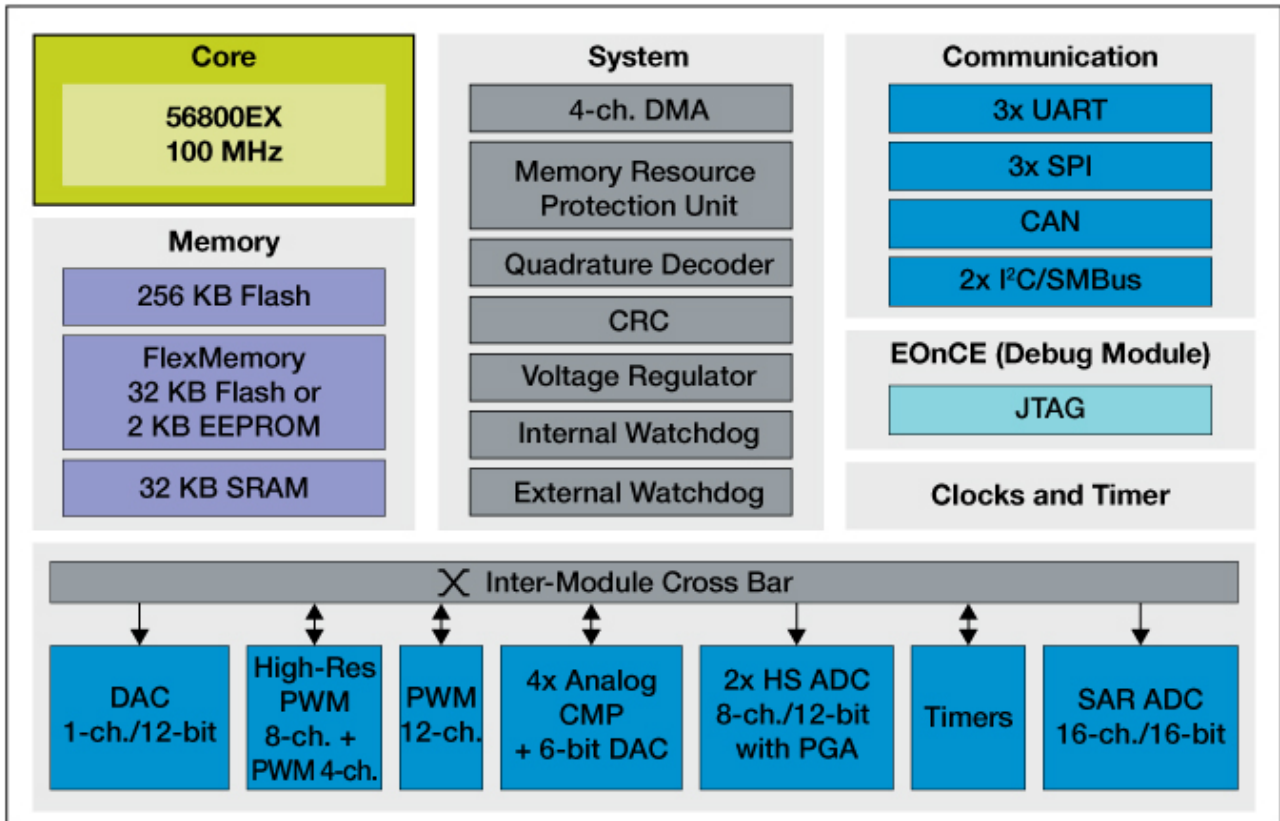 Core
56800EX
100 MHz
Memory
256 KB Flash
FlexMemory
32 KB Flash or
2 KB EEPROM
32 KB SRAM
System
4-ch. DMA
Memory Resource
Protection Unit
Quadrature Decoder
CRC
Voltage Regulator
Internal Watchdog
External Watchdog
Communication
3x UART
3x SPI
CAN
2x I²C/SMBus
EOnCE (Debug Module)
JTAG
Clocks and Timer
Inter-Module Cross Bar
DAC
1-ch./12-bit
High-Res
PWM
8-ch. +
PWM 4-ch.
PWM
12-ch.
4x Analog
CMP
+ 6-bit DAC
2x HS ADC
8-ch./12-bit
with PGA
Timers
SAR ADC
16-ch./16-bit